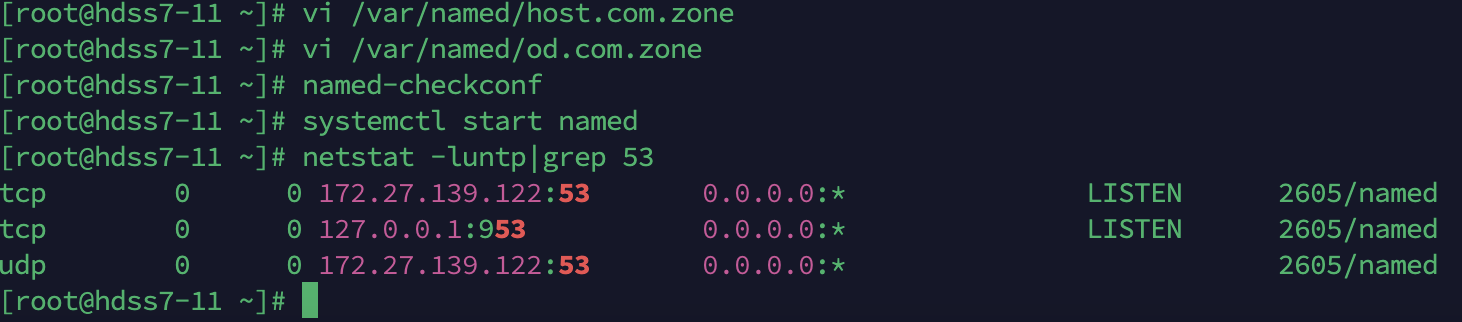 [root@hdss7-11 ~]# vi /var/named/host.com.zone
[root@hdss7-11 ~]# vi /var/named/od.com.zone
[root@hdss7-11 ~]# named-checkconf
[root@hdss7-11 ~]# systemctl start named
[root@hdss7-11 ~]# netstat -luntp|grep 53
tcp        0      0 172.27.139.122:53       0.0.0.0:*               LISTEN      2605/named
tcp        0      0 127.0.0.1:953           0.0.0.0:*               LISTEN      2605/named
udp        0      0 172.27.139.122:53       0.0.0.0:*                           2605/named
[root@hdss7-11 ~]#